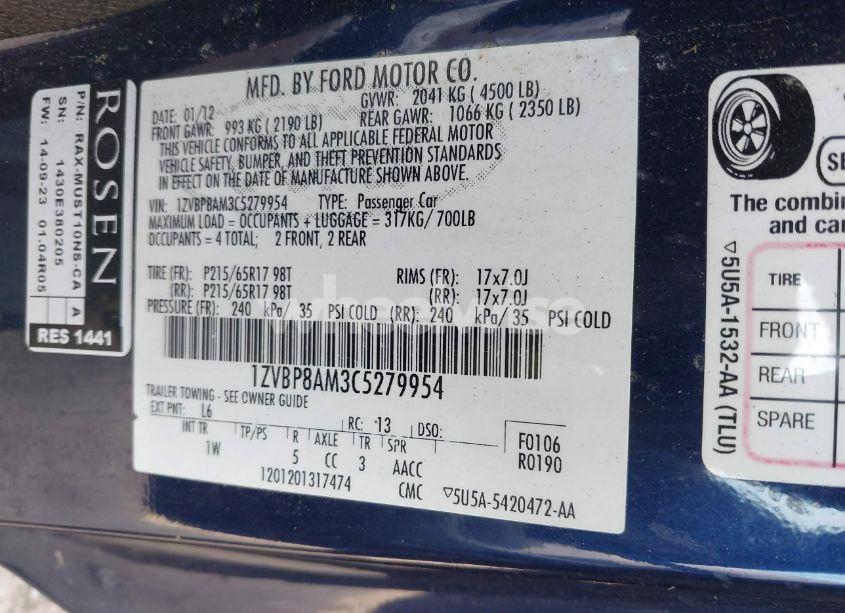 ROSEN
P/N: RAX-MUST10NS-CA A
SN: 1430E380205
FW: 14-09-23 01.04R05
RES 1441
MFD. BY FORD MOTOR CO.
DATE: 01/12 GVWR: 2041 KG ( 4500 LB)
FRONT GAWR: 993 KG ( 2190 LB) REAR GAWR: 1066 KG ( 2350 LB)
THIS VEHICLE CONFORMS TO ALL APPLICABLE FEDERAL MOTOR
VEHICLE SAFETY, BUMPER, AND THEFT PREVENTION STANDARDS
IN EFFECT ON THE DATE OF MANUFACTURE SHOWN ABOVE.
VIN: 1ZVBP8AM3C5279954 TYPE: Passenger Car
MAXIMUM LOAD = OCCUPANTS + LUGGAGE = 317KG/ 700LB
OCCUPANTS = 4 TOTAL; 2 FRONT, 2 REAR
TIRE (FR): P215/65R17 98T RIMS (FR): 17x7.0J
(RR): P215/65R17 98T (RR): 17x7.0J
PRESSURE (FR): 240 kPa/ 35 PSI COLD (RR): 240 kPa/ 35 PSI COLD
1ZVBP8AM3C5279954
TRAILER TOWING - SEE OWNER GUIDE
EXT PNT: L6 RC: 13 DSO: F0106
INT TR TP/PS R AXLE TR SPR R0190
1W 5 CC 3 AACC
1201201317474 CMC ▽5U5A-5420472-AA
▽5U5A-1532-AA (TLU)
The combin
and car
TIRE
FRONT
REAR
SPARE